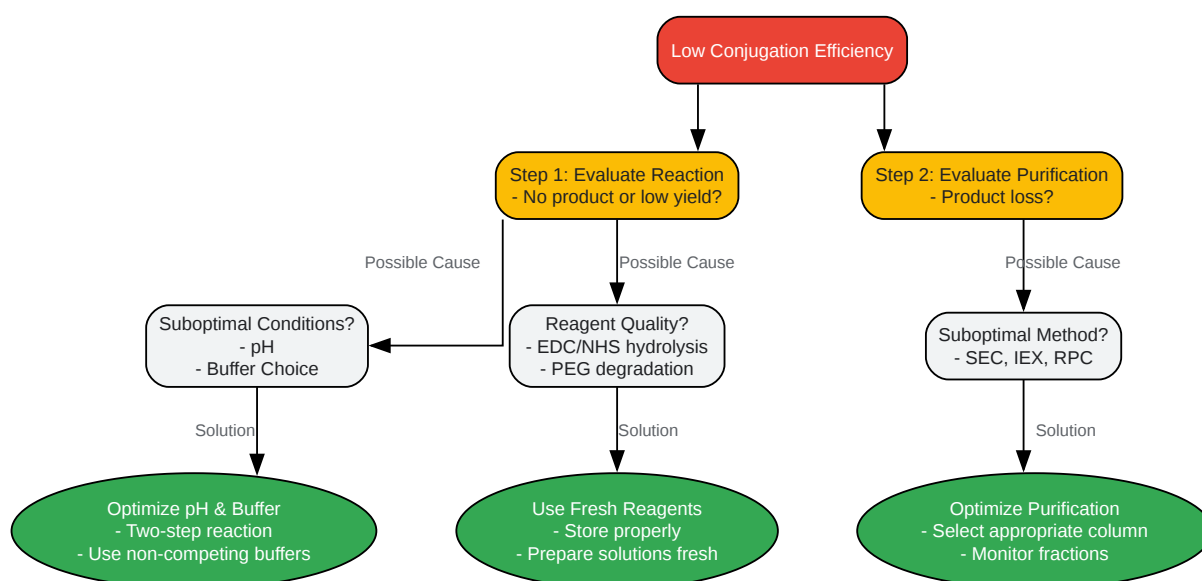 Low Conjugation Efficiency
Step 1: Evaluate Reaction
- No product or low yield?
Step 2: Evaluate Purification
- Product loss?
Possible Cause
Possible Cause
Possible Cause
Suboptimal Conditions?
- pH
- Buffer Choice
Reagent Quality?
- EDC/NHS hydrolysis
- PEG degradation
Suboptimal Method?
- SEC, IEX, RPC
Solution
Solution
Solution
Optimize pH & Buffer
- Two-step reaction
- Use non-competing buffers
Use Fresh Reagents
- Store properly
- Prepare solutions fresh
Optimize Purification
- Select appropriate column
- Monitor fractions